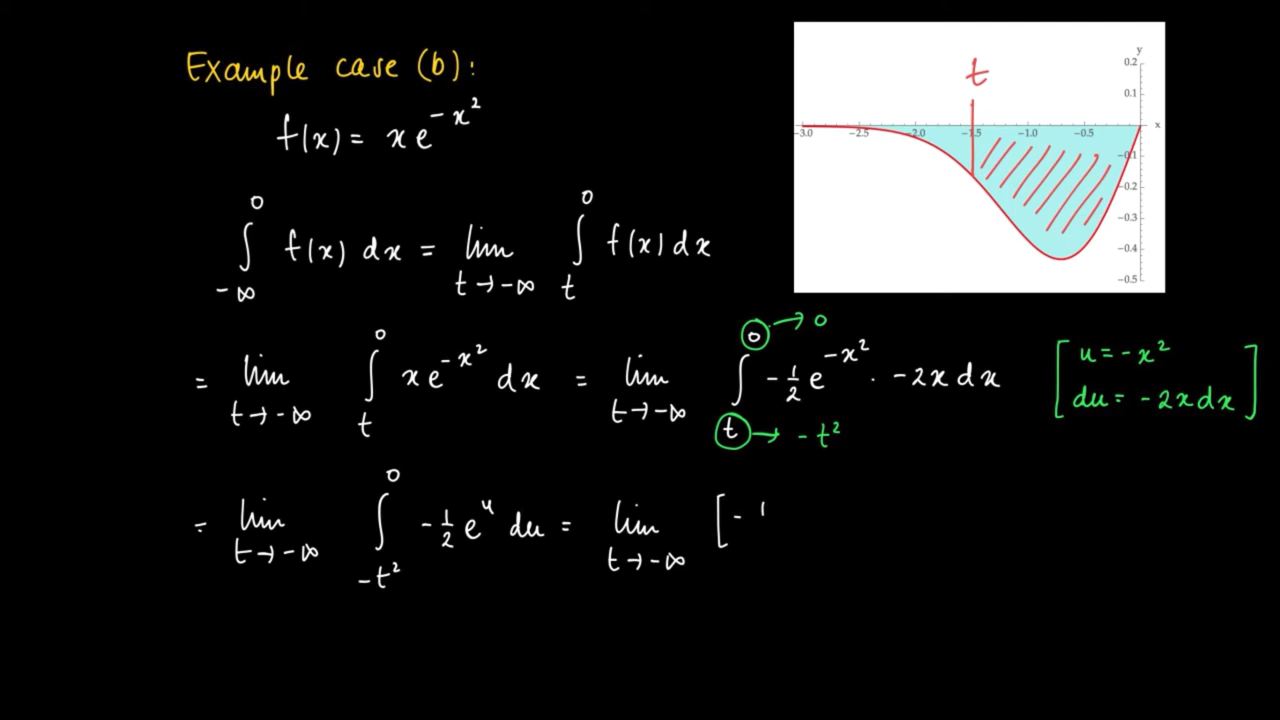 Example case (b):
f(x) = x e^{-x^2}
∫_{-∞}^{0} f(x) dx = lim_{t→-∞} ∫_{t}^{0} f(x) dx
= lim_{t→-∞} ∫_{t}^{0} x e^{-x^2} dx = lim_{t→-∞} ∫_{t → -t^2}^{0 → 0} -1/2 e^{-x^2} · -2x dx [u = -x^2
du = -2x dx]
= lim_{t→-∞} ∫_{-t^2}^{0} -1/2 e^u du = lim_{t→-∞} [- 1
t
y
0.2
0.1
x
-3.0 -2.5 -2.0 -1.5 -1.0 -0.5
-0.1
-0.2
-0.3
-0.4
-0.5